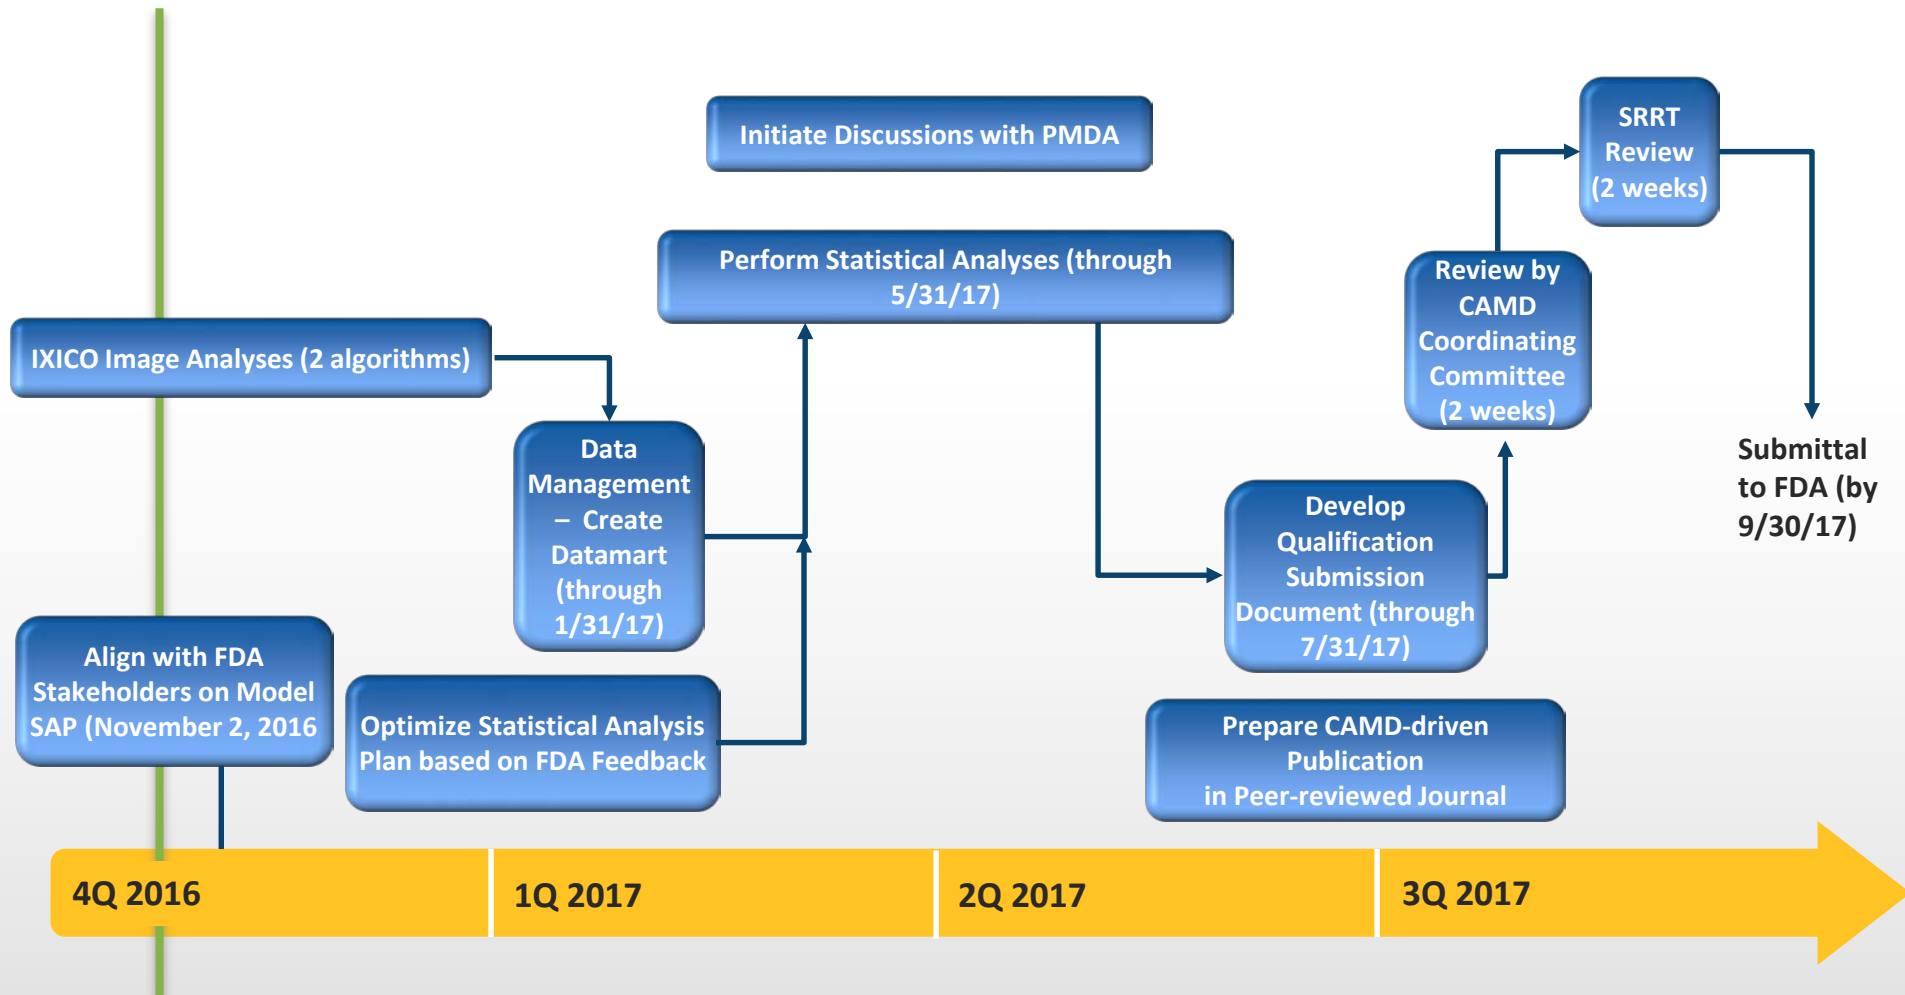 Initiate Discussions with PMDA
SRRT
Review
(2 weeks)
Perform Statistical Analyses (through
5/31/17)
Review by
CAMD
Coordinating
Committee
(2 weeks)
IXICO Image Analyses (2 algorithms)
Data
Management
– Create
Datamart
(through
1/31/17)
Submittal
to FDA (by
9/30/17)
Develop
Qualification
Submission
Document (through
7/31/17)
Align with FDA
Stakeholders on Model
SAP (November 2, 2016
Optimize Statistical Analysis
Plan based on FDA Feedback
Prepare CAMD-driven
Publication
in Peer-reviewed Journal
4Q 2016
1Q 2017
2Q 2017
3Q 2017